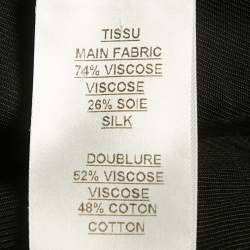 TISSU
MAIN FABRIC
74% VISCOSE
VISCOSE
26% SOIE
SILK
DOUBLURE
52% VISCOSE
VISCOSE
48% COTON
COTTON